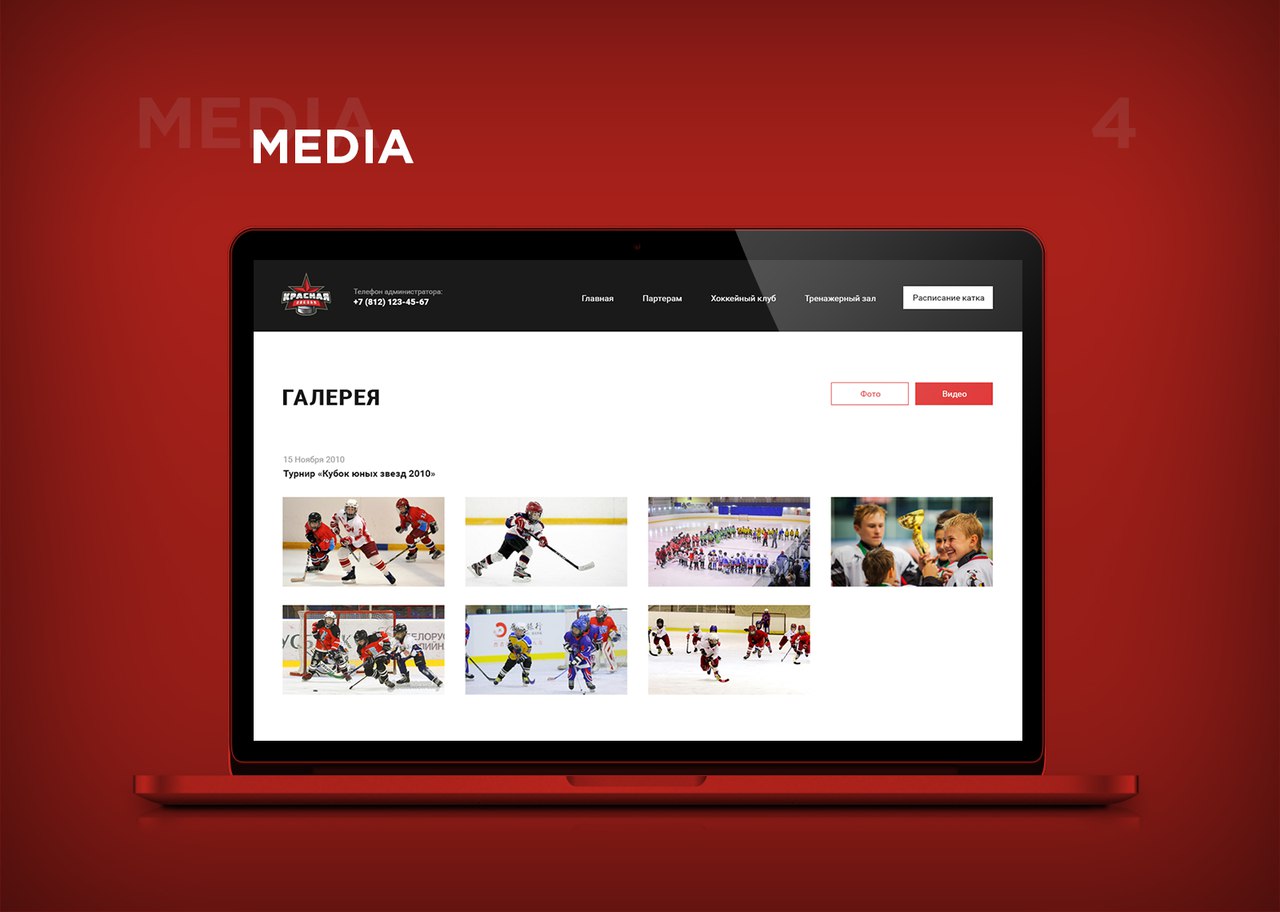 MEDIA
4
MEDIA
КРАСНАЯ
ЗВЕЗДА
Телефон администратора:
+7 (812) 123-45-67
Главная
Партерам
Хоккейный клуб
Тренажерный зал
Расписание катка
ГАЛЕРЕЯ
Фото
Видео
15 Ноября 2010
Турнир «Кубок юных звезд 2010»